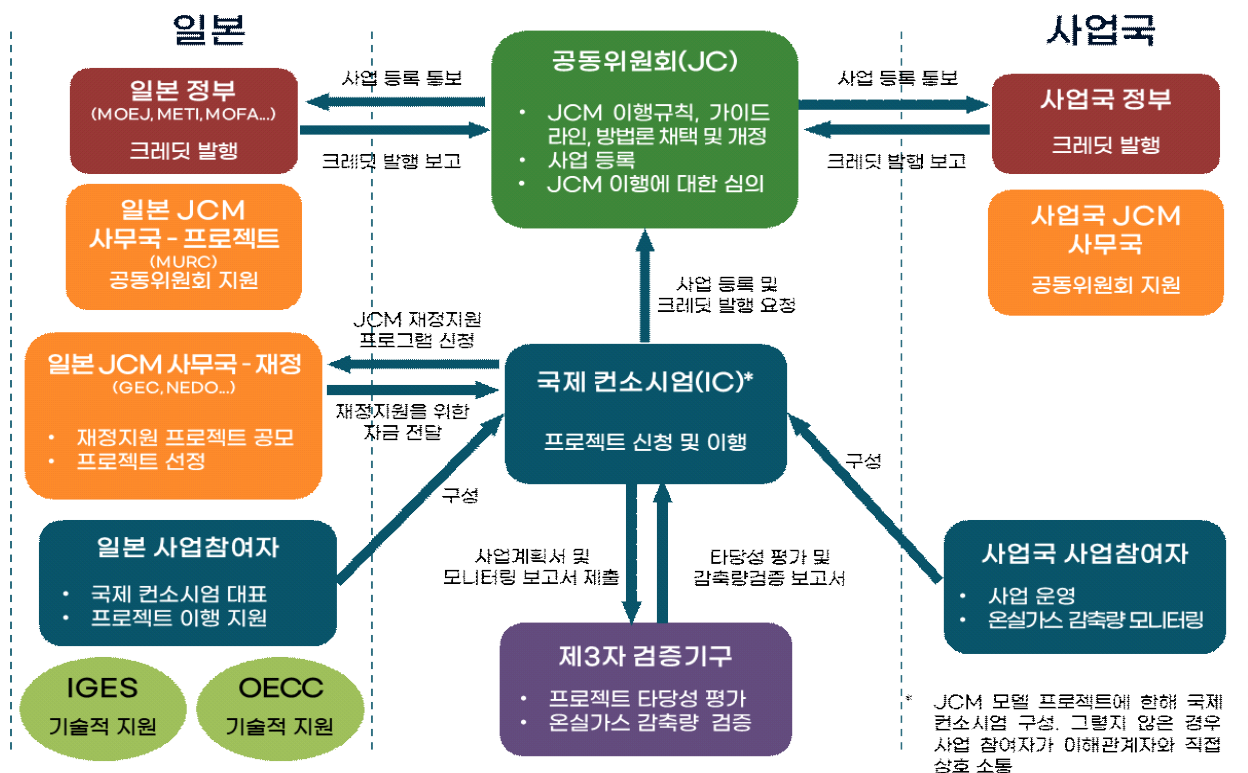 일본
사업국
일본 정부
(MOEJ, METI, MOFA...)
크레딧 발행
사업 등록 통보
크레딧 발행 보고
공동위원회(JC)
• JCM 이행규칙, 가이드
라인, 방법론 채택 및 개정
• 사업 등록
• JCM 이행에 대한 심의
사업 등록 통보
크레딧 발행 보고
사업국 정부
크레딧 발행
일본 JCM
사무국 - 프로젝트
(MURC)
공동위원회 지원
사업국 JCM
사무국
공동위원회 지원
사업 등록 및
크레딧 발행 요청
JCM 재정지원
프로그램 신청
일본 JCM 사무국 - 재정
(GEC, NEDO...)
• 재정지원 프로젝트 공모
• 프로젝트 선정
재정지원을 위한
자금 전달
국제 컨소시엄(IC)*
프로젝트 신청 및 이행
구성
구성
일본 사업참여자
• 국제 컨소시엄 대표
• 프로젝트 이행 지원
사업계획서 및
모니터링 보고서 제출
타당성 평가 및
감축량검증 보고서
사업국 사업참여자
• 사업 운영
• 온실가스 감축량 모니터링
IGES
기술적 지원
OECC
기술적 지원
제3자 검증기구
• 프로젝트 타당성 평가
• 온실가스 감축량 검증
* JCM 모델 프로젝트에 한해 국제
컨소시엄 구성. 그렇지 않은 경우
사업 참여자가 이해관계자와 직접
상호 소통